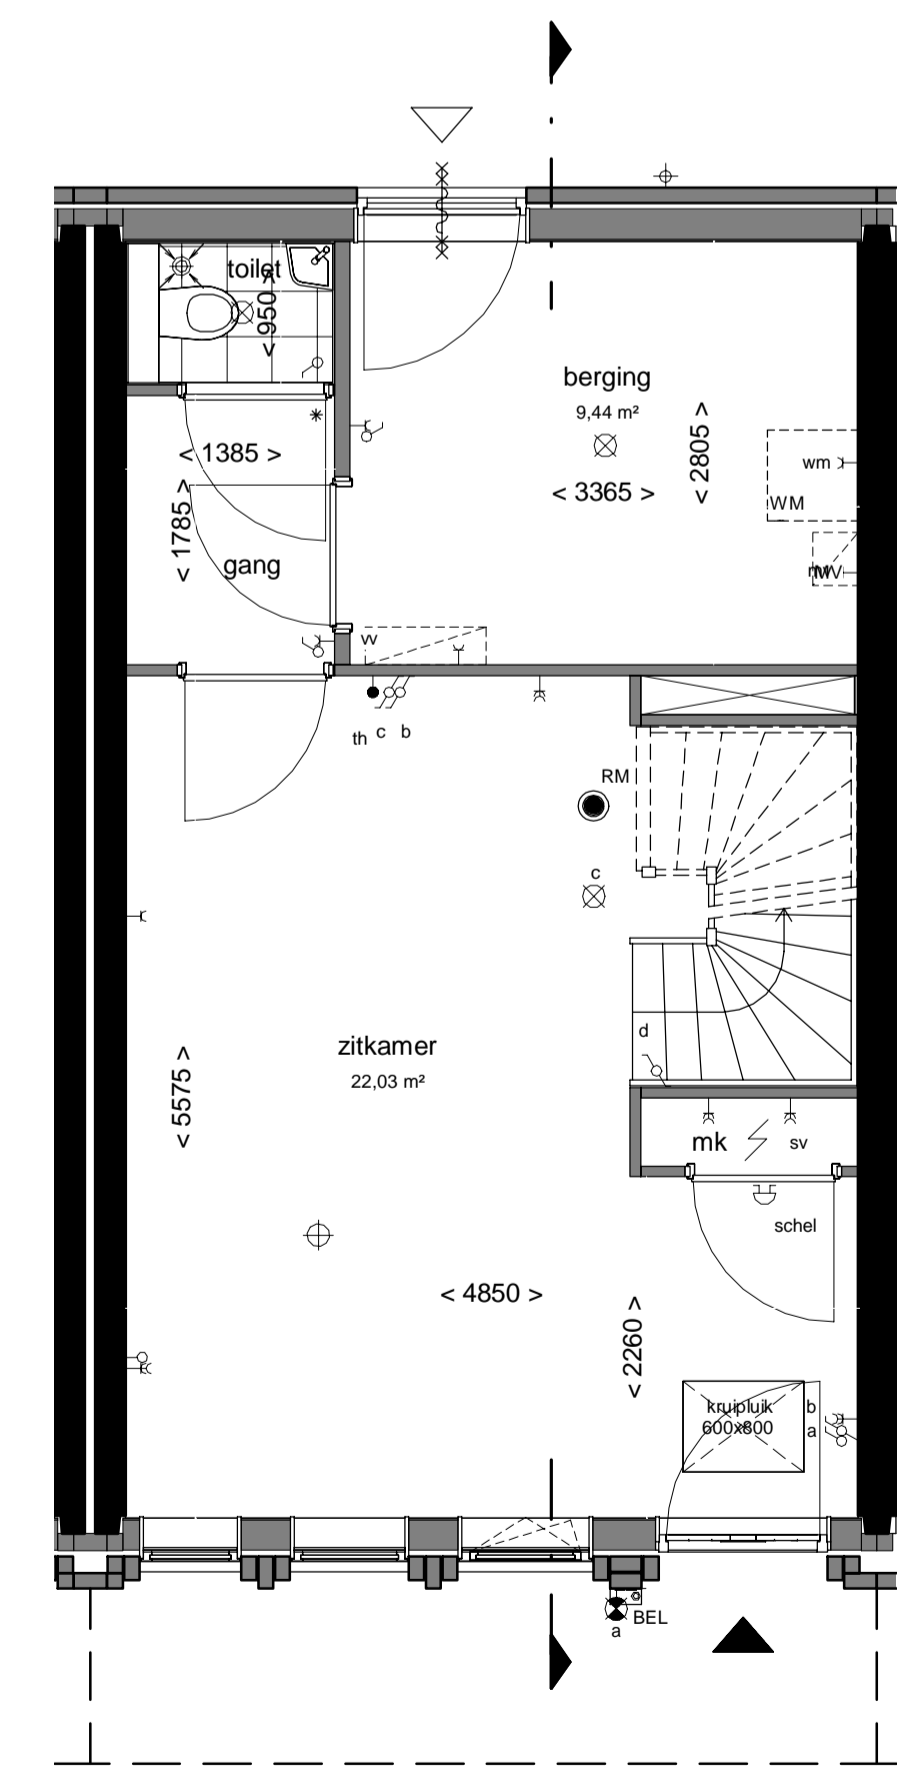 toilet
< 950 >
berging
9,44 m²
< 2805 >
< 3365 >
< 1385 >
< 1785 >
gang
wm
WM
th
c
b
RM
c
zitkamer
22,03 m²
d
< 5575 >
mk
sv
schel
< 4850 >
< 2260 >
kruipluik
600x800
b
a
BEL
a